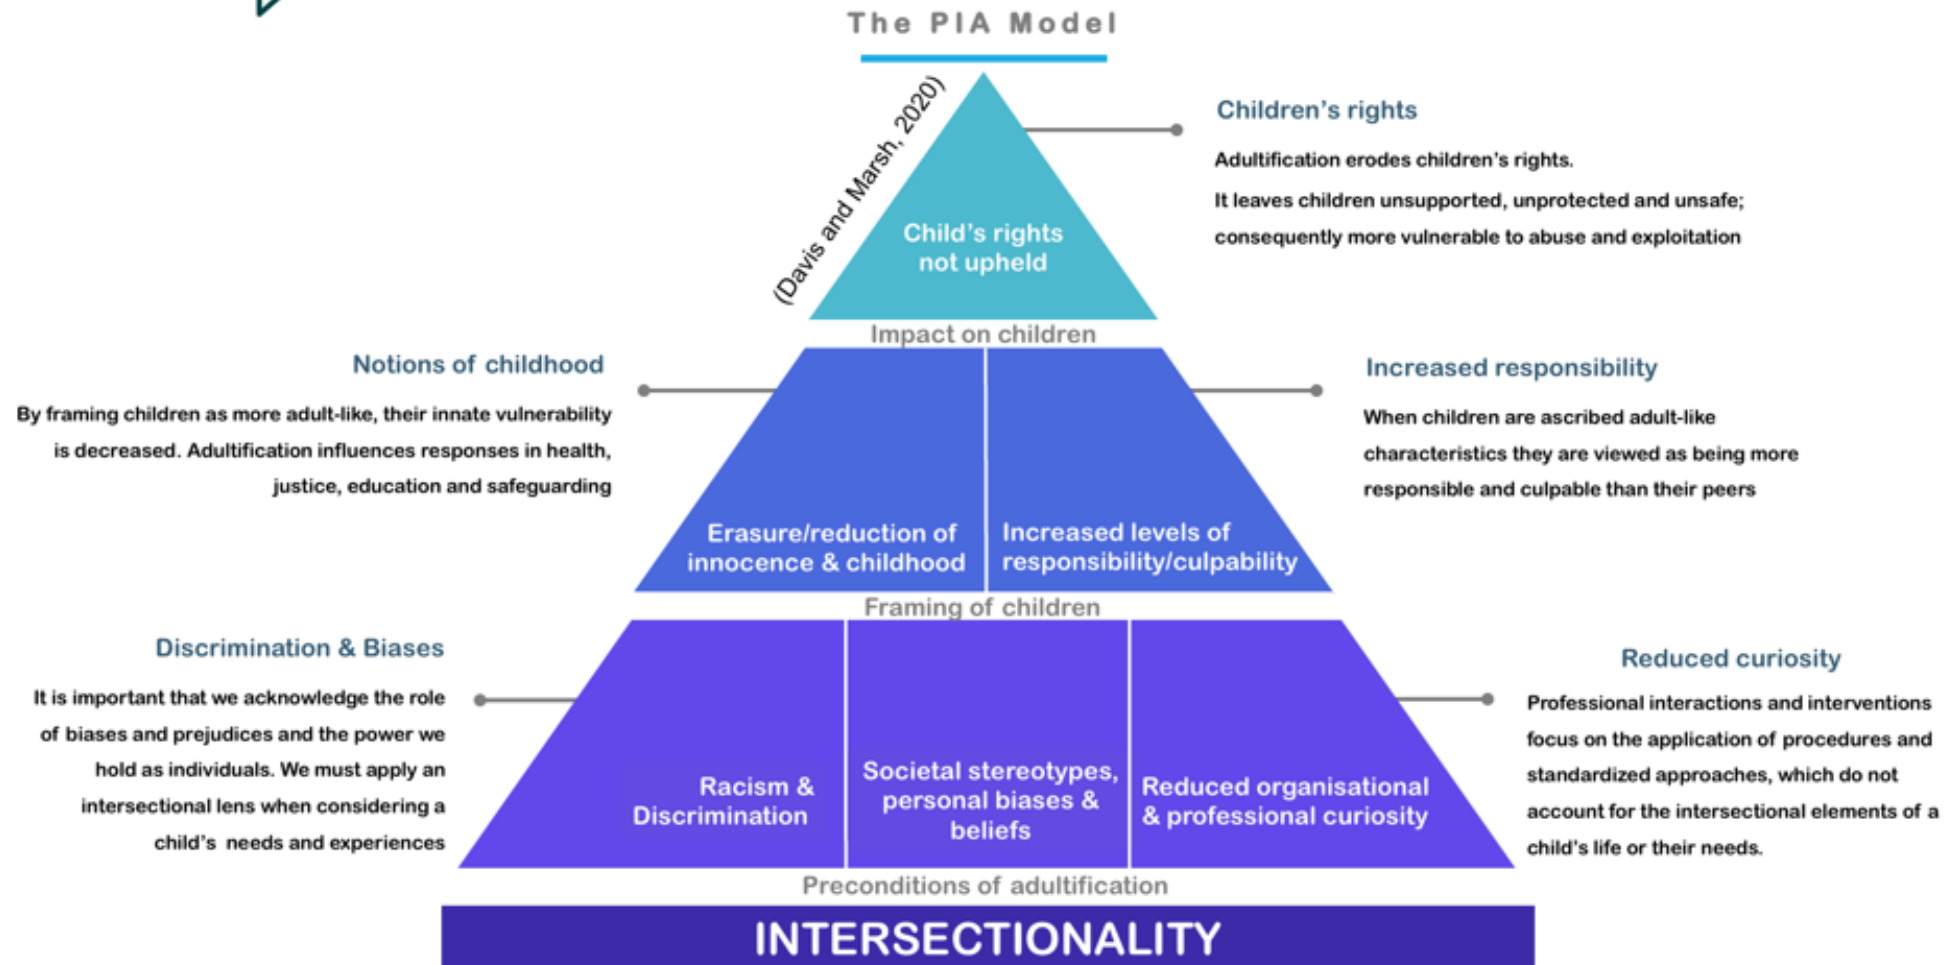 The PIA Model
(Davis and Marsh, 2020)
Children's rights
Adultification erodes children's rights.
It leaves children unsupported, unprotected and unsafe;
consequently more vulnerable to abuse and exploitation
Child's rights
not upheld
Impact on children
Notions of childhood
By framing children as more adult-like, their innate vulnerability
is decreased. Adultification influences responses in health,
justice, education and safeguarding
Increased responsibility
When children are ascribed adult-like
characteristics they are viewed as being more
responsible and culpable than their peers
Erasure/reduction of
innocence & childhood
Increased levels of
responsibility/culpability
Framing of children
Discrimination & Biases
It is important that we acknowledge the role
of biases and prejudices and the power we
hold as individuals. We must apply an
intersectional lens when considering a
child's needs and experiences
Reduced curiosity
Professional interactions and interventions
focus on the application of procedures and
standardized approaches, which do not
account for the intersectional elements of a
child's life or their needs.
Racism &
Discrimination
Societal stereotypes,
personal biases &
beliefs
Reduced organisational
& professional curiosity
Preconditions of adultification
INTERSECTIONALITY